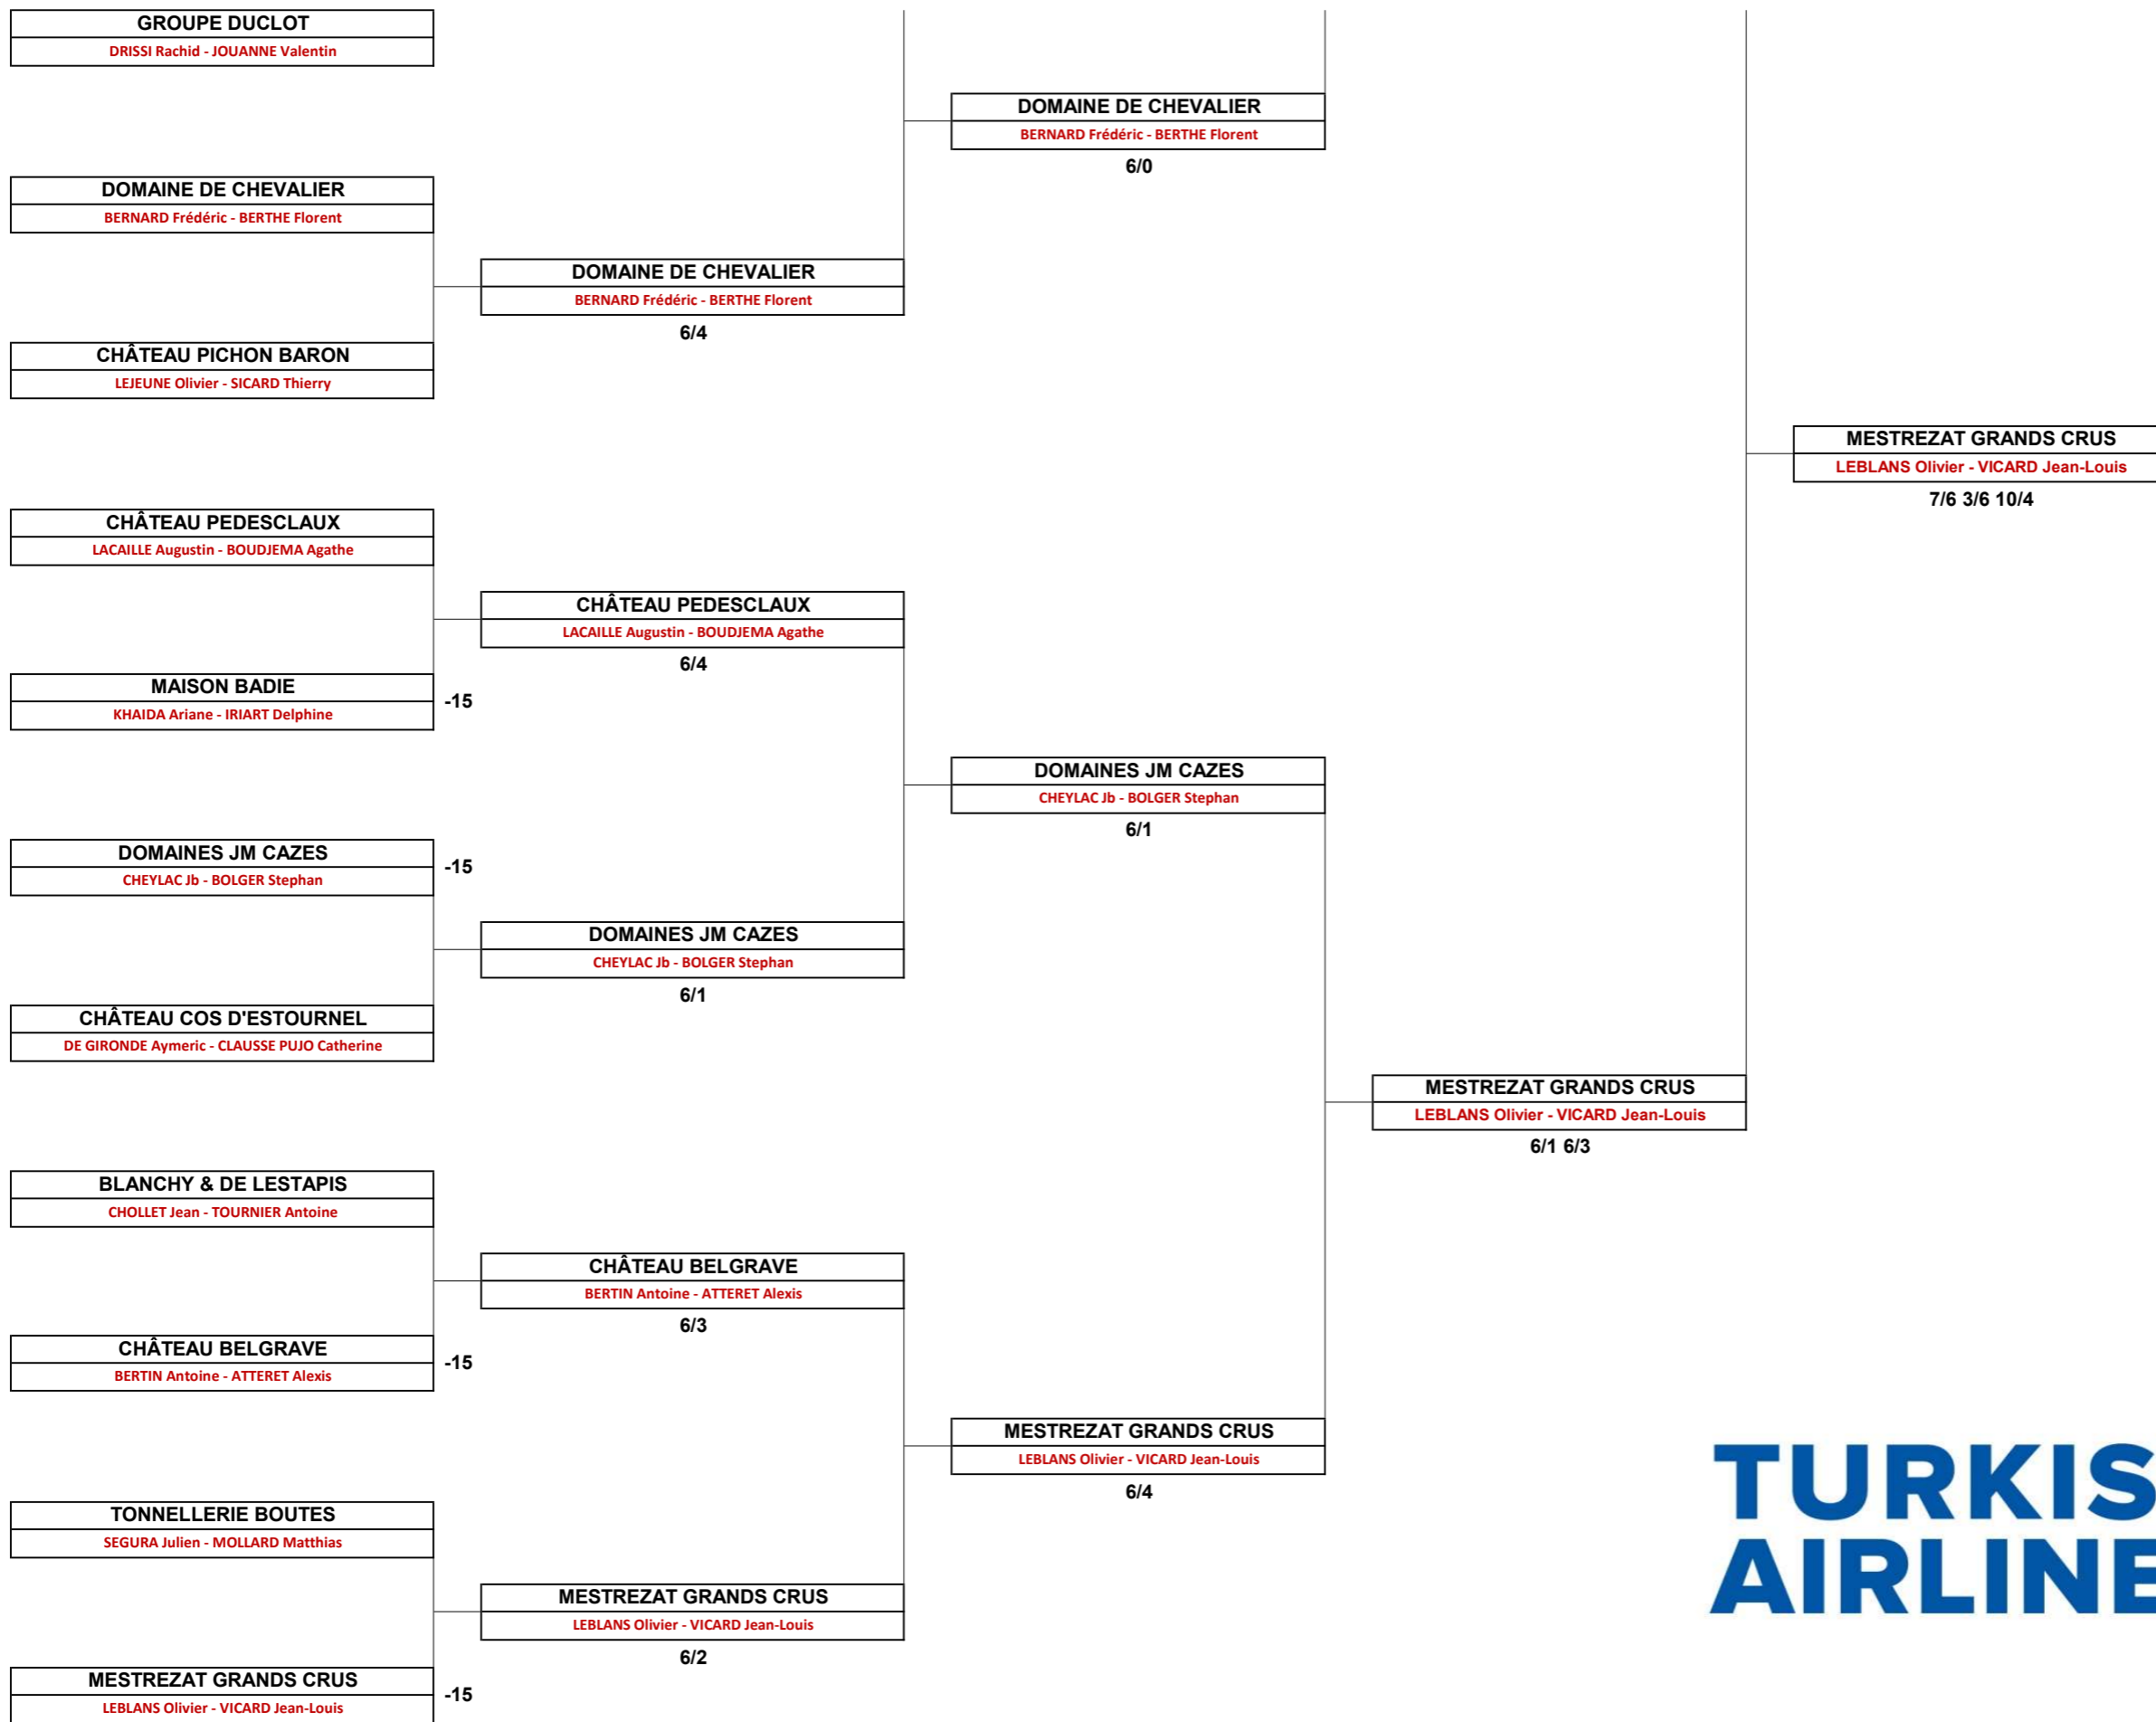 GROUPE DUCLOT
DRISSI Rachid - JOUANNE Valentin
DOMAINE DE CHEVALIER
BERNARD Frédéric - BERTHE Florent
6/0
DOMAINE DE CHEVALIER
BERNARD Frédéric - BERTHE Florent
DOMAINE DE CHEVALIER
BERNARD Frédéric - BERTHE Florent
6/4
CHÂTEAU PICHON BARON
LEJEUNE Olivier - SICARD Thierry
MESTREZAT GRANDS CRUS
LEBLANS Olivier - VICARD Jean-Louis
7/6 3/6 10/4
CHÂTEAU PEDESCLAUX
LACAILLE Augustin - BOUDJEMA Agathe
CHÂTEAU PEDESCLAUX
LACAILLE Augustin - BOUDJEMA Agathe
6/4
MAISON BADIE
KHAIDA Ariane - IRIART Delphine
-15
DOMAINES JM CAZES
CHEYLAC Jb - BOLGER Stephan
6/1
DOMAINES JM CAZES
CHEYLAC Jb - BOLGER Stephan
-15
DOMAINES JM CAZES
CHEYLAC Jb - BOLGER Stephan
6/1
CHÂTEAU COS D'ESTOURNEL
DE GIRONDE Aymeric - CLAUSSE PUJO Catherine
MESTREZAT GRANDS CRUS
LEBLANS Olivier - VICARD Jean-Louis
6/1 6/3
BLANCHY & DE LESTAPIS
CHOLLET Jean - TOURNIER Antoine
CHÂTEAU BELGRAVE
BERTIN Antoine - ATTERET Alexis
6/3
CHÂTEAU BELGRAVE
BERTIN Antoine - ATTERET Alexis
-15
MESTREZAT GRANDS CRUS
LEBLANS Olivier - VICARD Jean-Louis
6/4
TONNELLERIE BOUTES
SEGURA Julien - MOLLARD Matthias
MESTREZAT GRANDS CRUS
LEBLANS Olivier - VICARD Jean-Louis
6/2
MESTREZAT GRANDS CRUS
LEBLANS Olivier - VICARD Jean-Louis
-15
TURKIS
AIRLINE